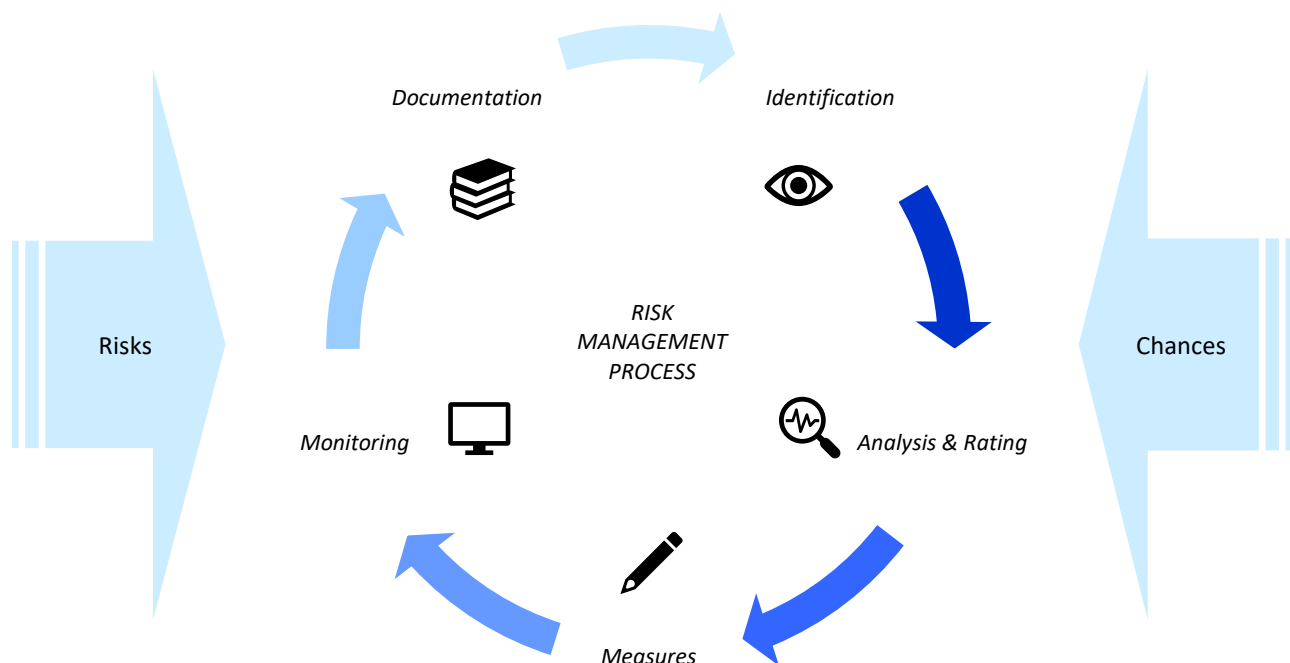 Documentation
Identification
RISK
MANAGEMENT
PROCESS
Risks
Chances
Monitoring
Analysis & Rating
Measures